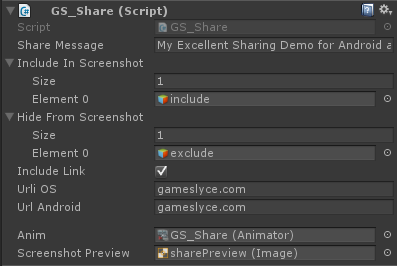 GS_Share (Script)
Script GS_Share
Share Message My Excellent Sharing Demo for Android a
Include In Screenshot
Size 1
Element 0 include
Hide From Screenshot
Size 1
Element 0 exclude
Include Link
Urli OS gameslyce.com
Url Android gameslyce.com
Anim GS_Share (Animator)
Screenshot Preview sharePreview (Image)